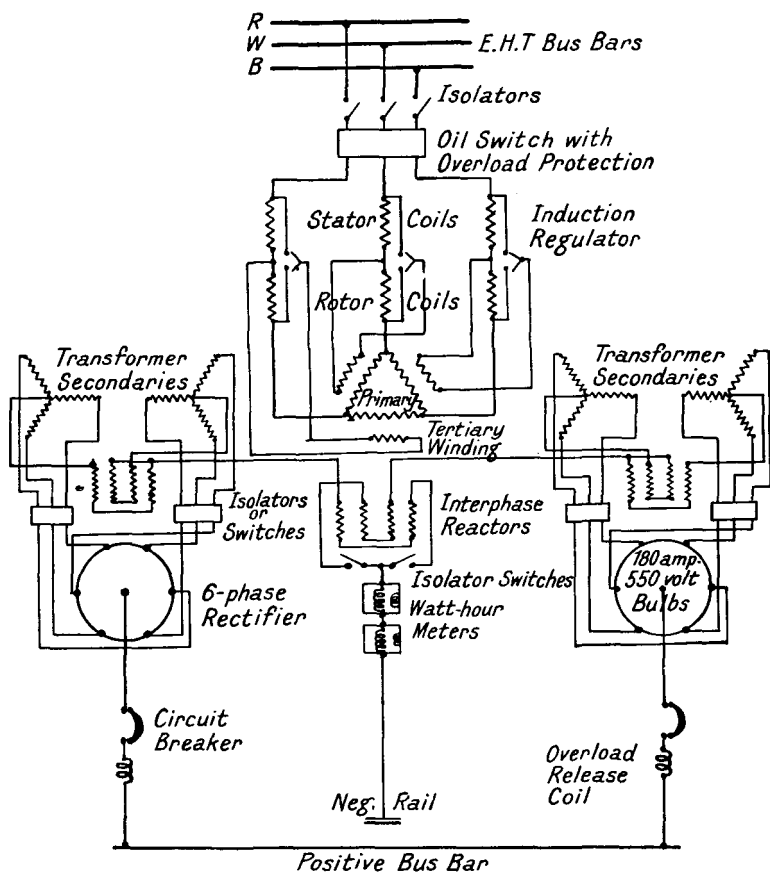 R
W
B
E.H.T Bus Bars
Isolators
Oil Switch with
Overload Protection
Stator Coils
Induction
Regulator
Rotor Coils
Transformer
Secondaries
Primary
Tertiary
Winding
Transformer
Secondaries
Isolators
or
Switches
Interphase
Reactors
6-phase
Rectifier
Isolator Switches
Watt-hour
Meters
180 amp.
550 volt
Bulbs
Circuit
Breaker
Overload
Release
Coil
Neg. Rail
Positive Bus Bar